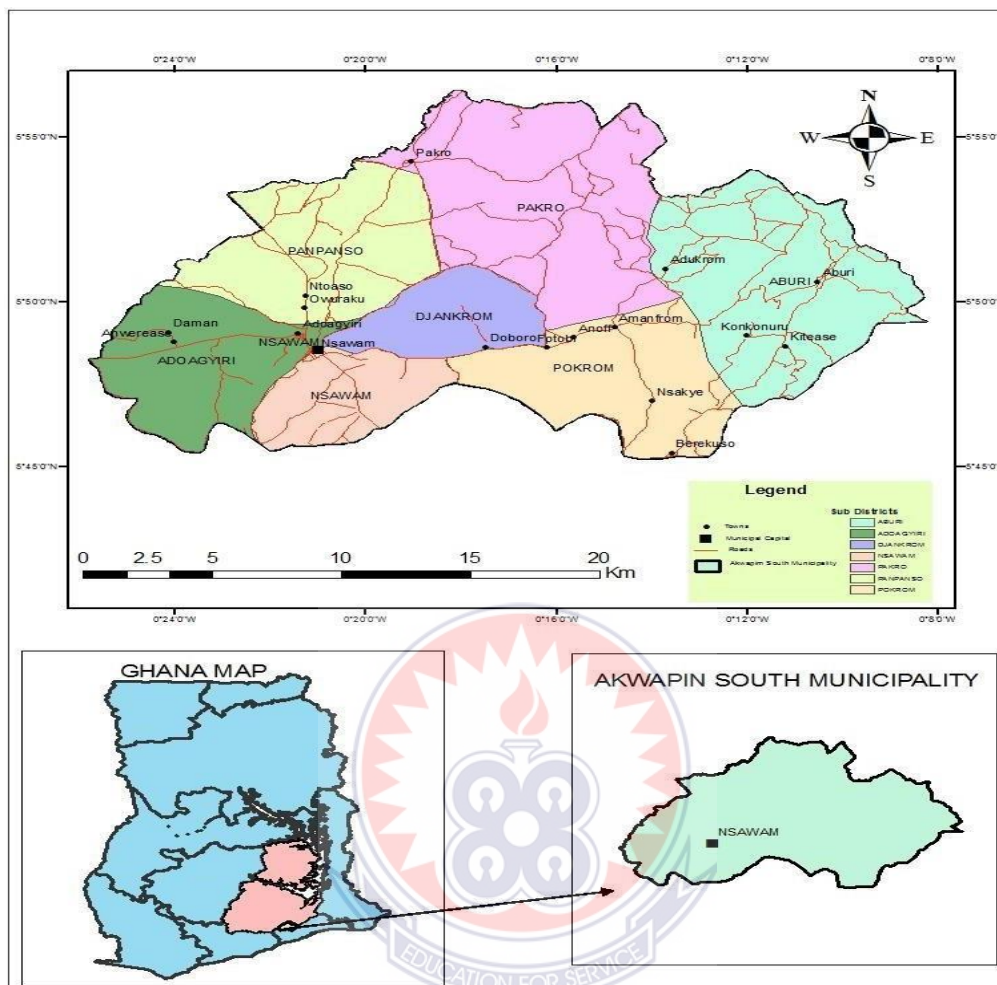 0°24'0"W 0°20'0"W 0°16'0"W 0°12'0"W 0°8'0"W
N
W E
S
5°55'0"N 5°55'0"N
Pakro
PAKRO
PANPANSO
Adukrom
ABURI Aburi
Ntoaso
5°50'0"N Owuraku 5°50'0"N
Daman Adoagyiri DJANKROM Amanfrom
Anwerease NSAWAM Nsawam Doboro Fotobi Anoff Konkonuru Kitease
ADOAGYIRI POKROM
NSAWAM Nsakye
Berekuso
5°45'0"N 5°45'0"N
Legend
Towns
Municipal Capital
Roads
Akwapim South Municipality
Sub Districts
ABURI
ADOAGYIRI
DJANKROM
NSAWAM
PAKRO
PANPANSO
POKROM
0 2.5 5 10 15 20
Km
0°24'0"W 0°20'0"W 0°16'0"W 0°12'0"W 0°8'0"W
GHANA MAP
AKWAPIN SOUTH MUNICIPALITY
NSAWAM
EDUCATION FOR SERVICE